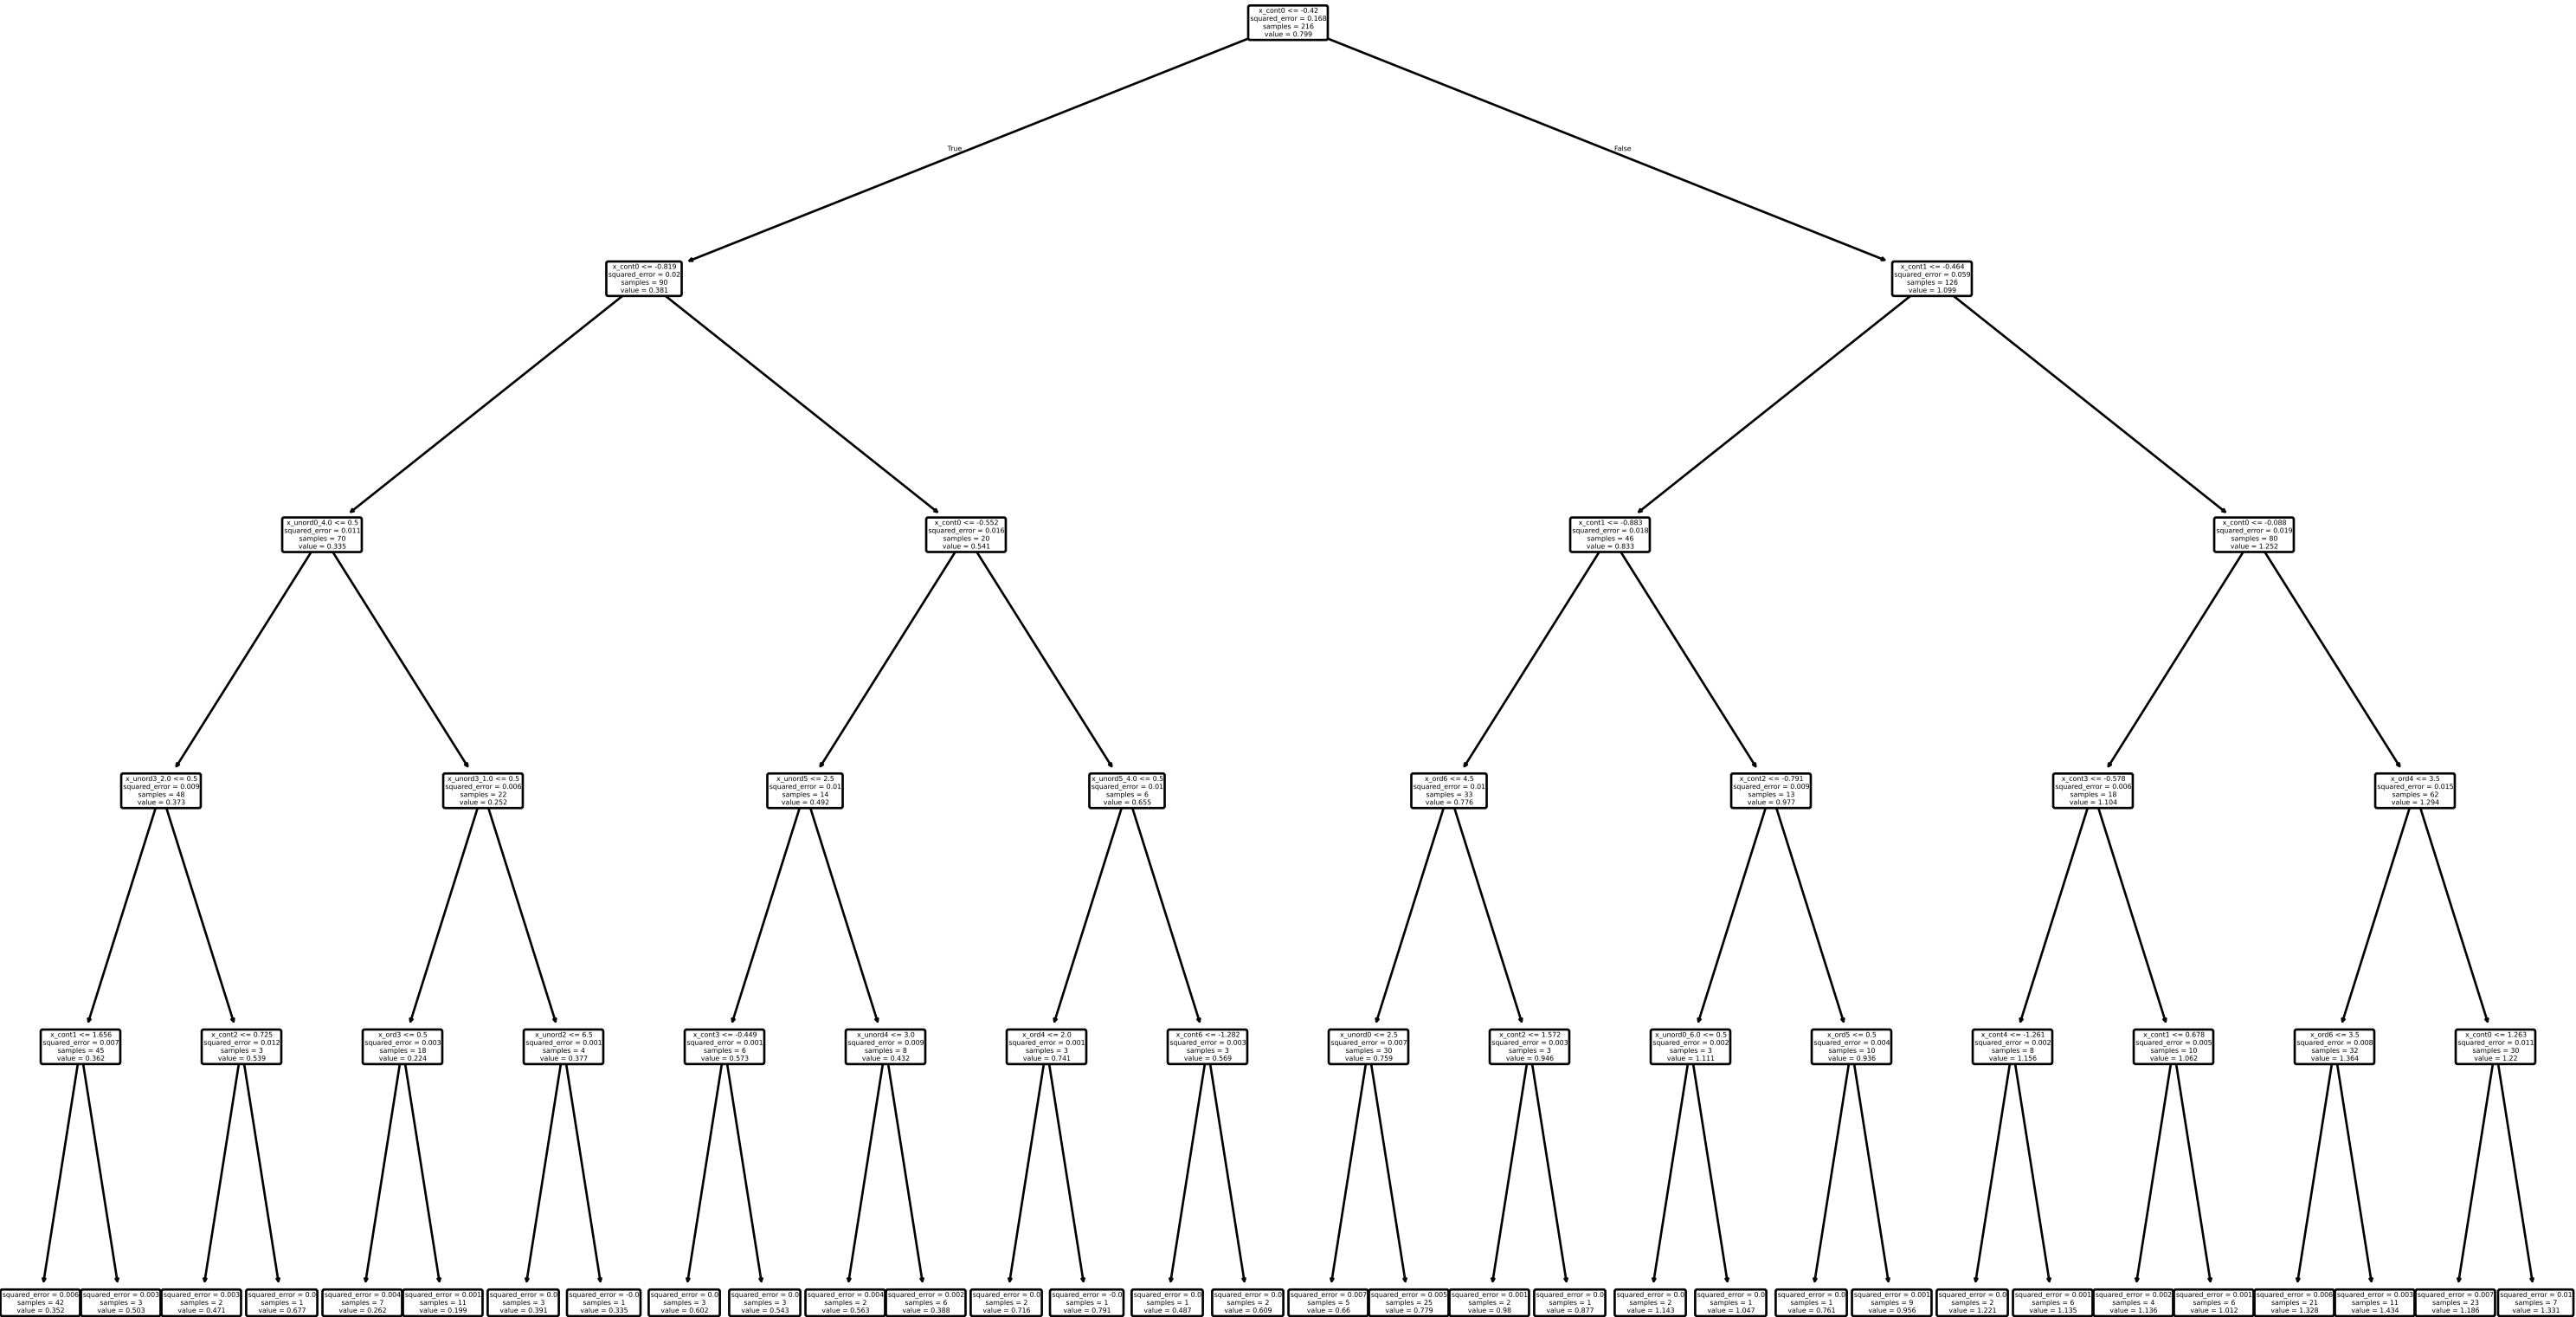 x_cont0 <= -0.42
squared_error = 0.168
samples = 216
value = 0.799
True
False
x_cont0 <= -0.819
squared_error = 0.02
samples = 90
value = 0.381
x_cont1 <= -0.464
squared_error = 0.059
samples = 126
value = 1.099
x_unord0_4.0 <= 0.5
squared_error = 0.011
samples = 70
value = 0.335
x_cont0 <= -0.552
squared_error = 0.016
samples = 20
value = 0.541
x_cont1 <= -0.883
squared_error = 0.018
samples = 46
value = 0.833
x_cont0 <= -0.088
squared_error = 0.019
samples = 80
value = 1.252
x_unord3_2.0 <= 0.5
squared_error = 0.009
samples = 48
value = 0.373
x_unord3_1.0 <= 0.5
squared_error = 0.006
samples = 22
value = 0.252
x_unord5 <= 2.5
squared_error = 0.01
samples = 14
value = 0.492
x_unord5_4.0 <= 0.5
squared_error = 0.01
samples = 6
value = 0.655
x_ord6 <= 4.5
squared_error = 0.01
samples = 33
value = 0.776
x_cont2 <= -0.791
squared_error = 0.009
samples = 13
value = 0.977
x_cont3 <= -0.578
squared_error = 0.006
samples = 18
value = 1.104
x_ord4 <= 3.5
squared_error = 0.015
samples = 62
value = 1.294
x_cont1 <= 1.656
squared_error = 0.007
samples = 45
value = 0.362
x_cont2 <= 0.725
squared_error = 0.012
samples = 3
value = 0.539
x_ord3 <= 0.5
squared_error = 0.003
samples = 18
value = 0.224
x_unord2 <= 6.5
squared_error = 0.001
samples = 4
value = 0.377
x_cont3 <= -0.449
squared_error = 0.001
samples = 6
value = 0.573
x_unord4 <= 3.0
squared_error = 0.009
samples = 8
value = 0.432
x_ord4 <= 2.0
squared_error = 0.001
samples = 3
value = 0.741
x_cont6 <= -1.282
squared_error = 0.003
samples = 3
value = 0.569
x_unord0 <= 2.5
squared_error = 0.007
samples = 30
value = 0.759
x_cont2 <= 1.572
squared_error = 0.003
samples = 3
value = 0.946
x_unord0_6.0 <= 0.5
squared_error = 0.002
samples = 3
value = 1.111
x_ord5 <= 0.5
squared_error = 0.004
samples = 10
value = 0.936
x_cont4 <= -1.261
squared_error = 0.002
samples = 8
value = 1.156
x_cont1 <= 0.678
squared_error = 0.005
samples = 10
value = 1.062
x_ord6 <= 3.5
squared_error = 0.008
samples = 32
value = 1.364
x_cont0 <= 1.263
squared_error = 0.011
samples = 30
value = 1.22
squared_error = 0.006
samples = 42
value = 0.352
squared_error = 0.003
samples = 3
value = 0.503
squared_error = 0.003
samples = 2
value = 0.471
squared_error = 0.0
samples = 1
value = 0.677
squared_error = 0.004
samples = 7
value = 0.262
squared_error = 0.001
samples = 11
value = 0.199
squared_error = 0.0
samples = 3
value = 0.391
squared_error = -0.0
samples = 1
value = 0.335
squared_error = 0.0
samples = 3
value = 0.602
squared_error = 0.0
samples = 3
value = 0.543
squared_error = 0.004
samples = 2
value = 0.563
squared_error = 0.002
samples = 6
value = 0.388
squared_error = 0.0
samples = 2
value = 0.716
squared_error = -0.0
samples = 1
value = 0.791
squared_error = 0.0
samples = 1
value = 0.487
squared_error = 0.0
samples = 2
value = 0.609
squared_error = 0.007
samples = 5
value = 0.66
squared_error = 0.005
samples = 25
value = 0.779
squared_error = 0.001
samples = 2
value = 0.98
squared_error = 0.0
samples = 1
value = 0.877
squared_error = 0.0
samples = 2
value = 1.143
squared_error = 0.0
samples = 1
value = 1.047
squared_error = 0.0
samples = 1
value = 0.761
squared_error = 0.001
samples = 9
value = 0.956
squared_error = 0.0
samples = 2
value = 1.221
squared_error = 0.001
samples = 6
value = 1.135
squared_error = 0.002
samples = 4
value = 1.136
squared_error = 0.001
samples = 6
value = 1.012
squared_error = 0.006
samples = 21
value = 1.328
squared_error = 0.003
samples = 11
value = 1.434
squared_error = 0.007
samples = 23
value = 1.186
squared_error = 0.01
samples = 7
value = 1.331